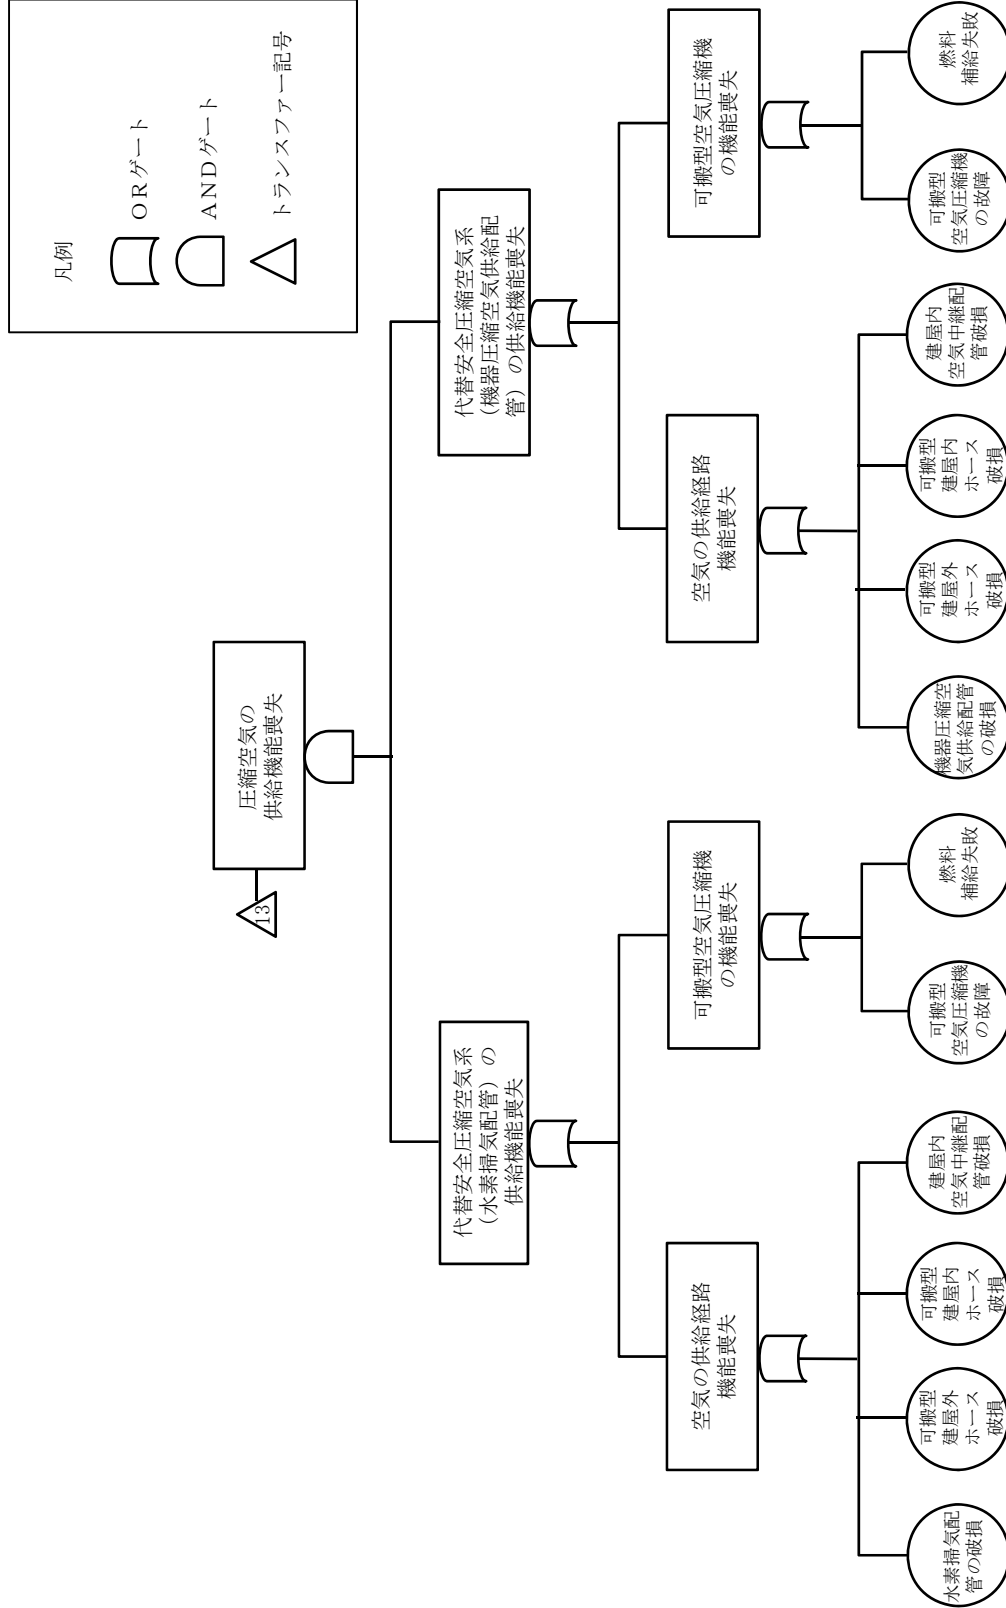 凡例
ORゲート
ANDゲート
トランスファー記号
13
圧縮空気の
供給機能喪失
代替安全圧縮空気系
(水素掃気配管)の
供給機能喪失
代替安全圧縮空気系
(機器圧縮空気供給配
管)の供給機能喪失
空気の供給経路
機能喪失
可搬型空気圧縮機
の機能喪失
空気の供給経路
機能喪失
可搬型空気圧縮機
の機能喪失
水素掃気配
管の破損
可搬型
建屋外
ホース
破損
可搬型
建屋内
ホース
破損
建屋内
空気中継配
管破損
可搬型
空気圧縮機
の故障
燃料
補給失敗
機器圧縮空
気供給配管
の破損
可搬型
建屋外
ホース
破損
可搬型
建屋内
ホース
破損
建屋内
空気中継配
管破損
可搬型
空気圧縮機
の故障
燃料
補給失敗